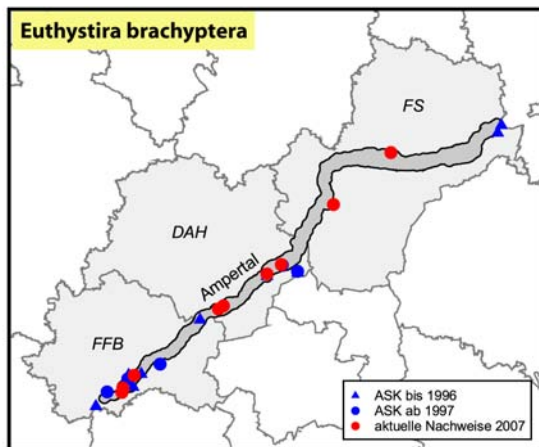 Euthystira brachyptera
FS
DAH
Ampertal
FFB
ASK bis 1996
ASK ab 1997
aktuelle Nachweise 2007